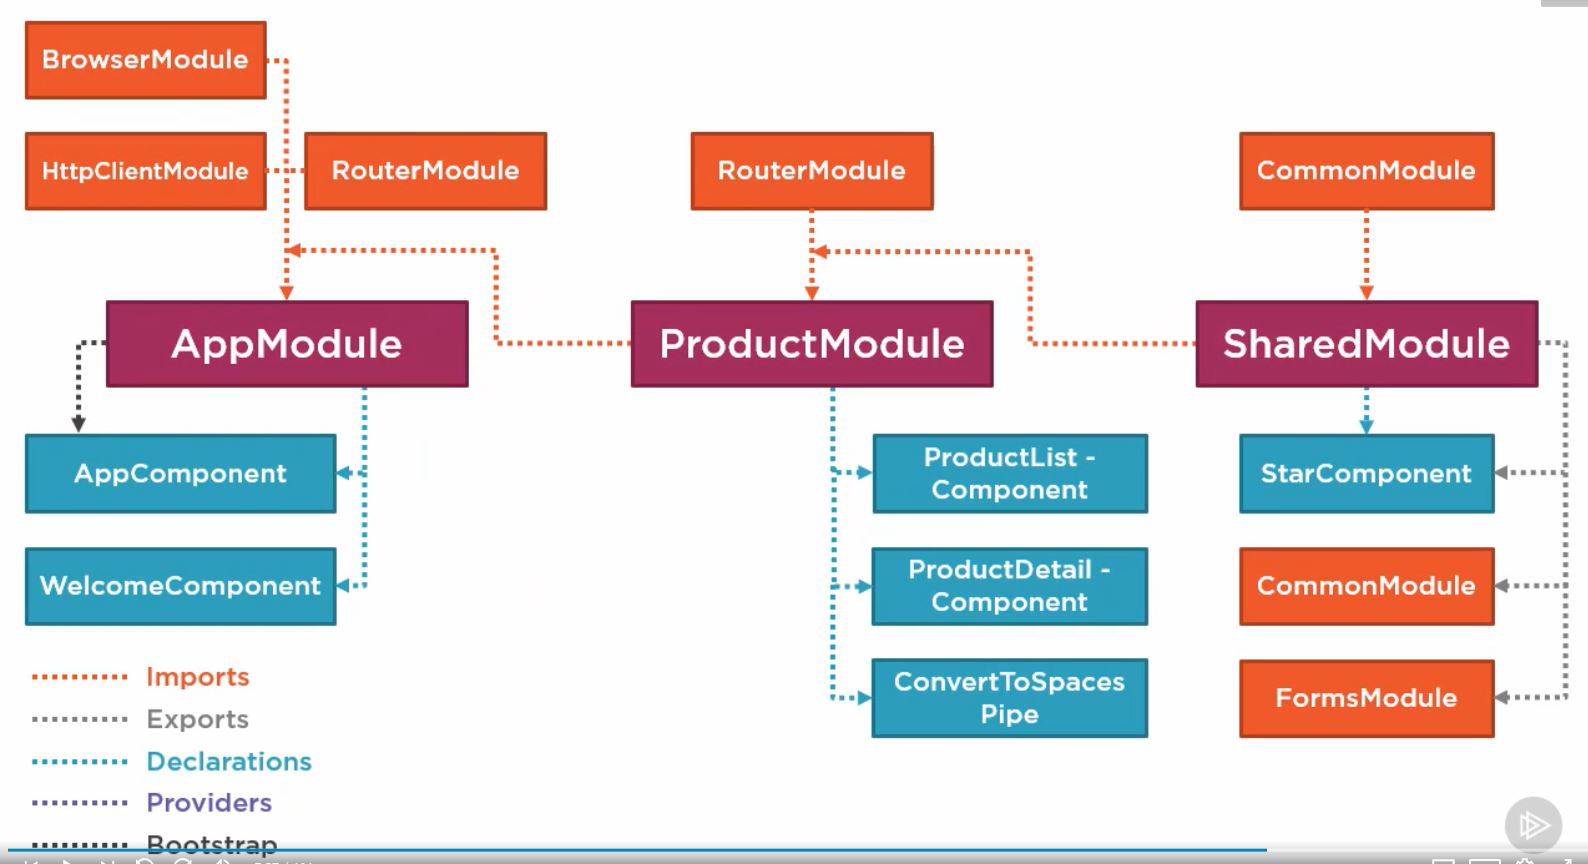 BrowserModule
HttpClientModule
RouterModule
RouterModule
CommonModule
AppModule
ProductModule
SharedModule
AppComponent
ProductList -
Component
StarComponent
WelcomeComponent
ProductDetail -
Component
CommonModule
ConvertToSpaces
Pipe
FormsModule
Imports
Exports
Declarations
Providers
Bootstrap